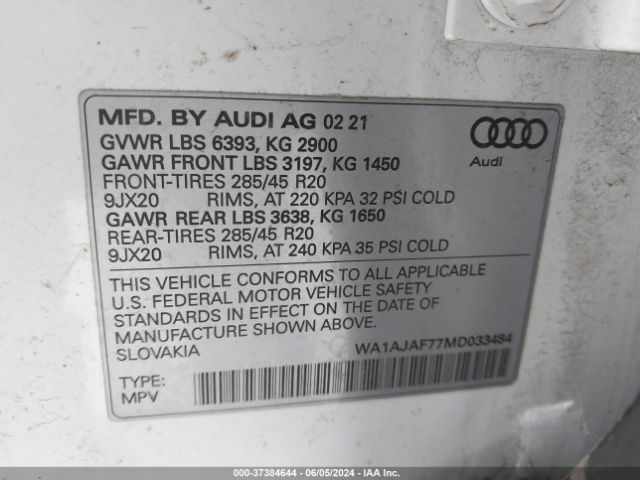 MFD. BY AUDI AG 02 21
GVWR LBS 6393, KG 2900
GAWR FRONT LBS 3197, KG 1450
FRONT-TIRES 285/45 R20
9JX20 RIMS, AT 220 KPA 32 PSI COLD
GAWR REAR LBS 3638, KG 1650
REAR-TIRES 285/45 R20
9JX20 RIMS, AT 240 KPA 35 PSI COLD
Audi
THIS VEHICLE CONFORMS TO ALL APPLICABLE
U.S. FEDERAL MOTOR VEHICLE SAFETY
STANDARDS IN EFFECT ON THE DATE OF
MANUFACTURE SHOWN ABOVE.
SLOVAKIA
WA1AJAF77MD033484
TYPE:
MPV
000-37384644 / 06/05/2024 - IAA Inc.